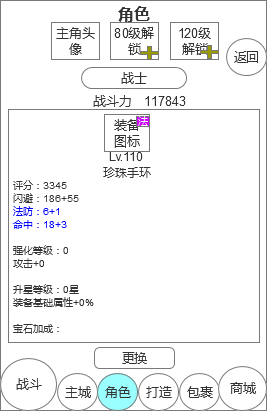 角色
主角头像
80级解锁
120级解锁
返回
战士
战斗力 117843
装备图标
法
Lv.110
珍珠手环
评分：3345
闪避：186+55
法防：6+1
命中：18+3
强化等级：0
攻击+0
升星等级：0星
装备基础属性+0%
宝石加成：
更换
战斗
主城
角色
打造
包裹
商城